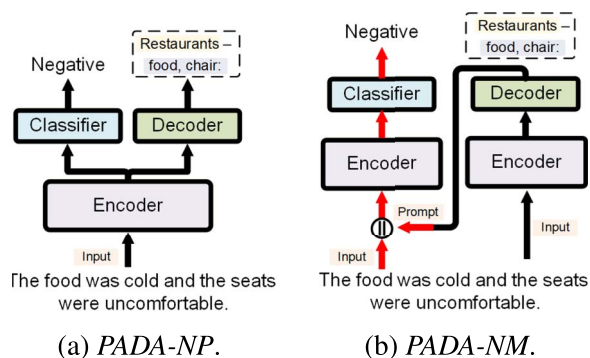 Negative
Restaurants –
food, chair:
Classifier
Decoder
Encoder
Input
The food was cold and the seats
were uncomfortable.
(a) PADA-NP.
Negative
Restaurants –
food, chair:
Classifier
Decoder
Encoder
Encoder
Prompt
||
Input
Input
The food was cold and the seats
were uncomfortable.
(b) PADA-NM.